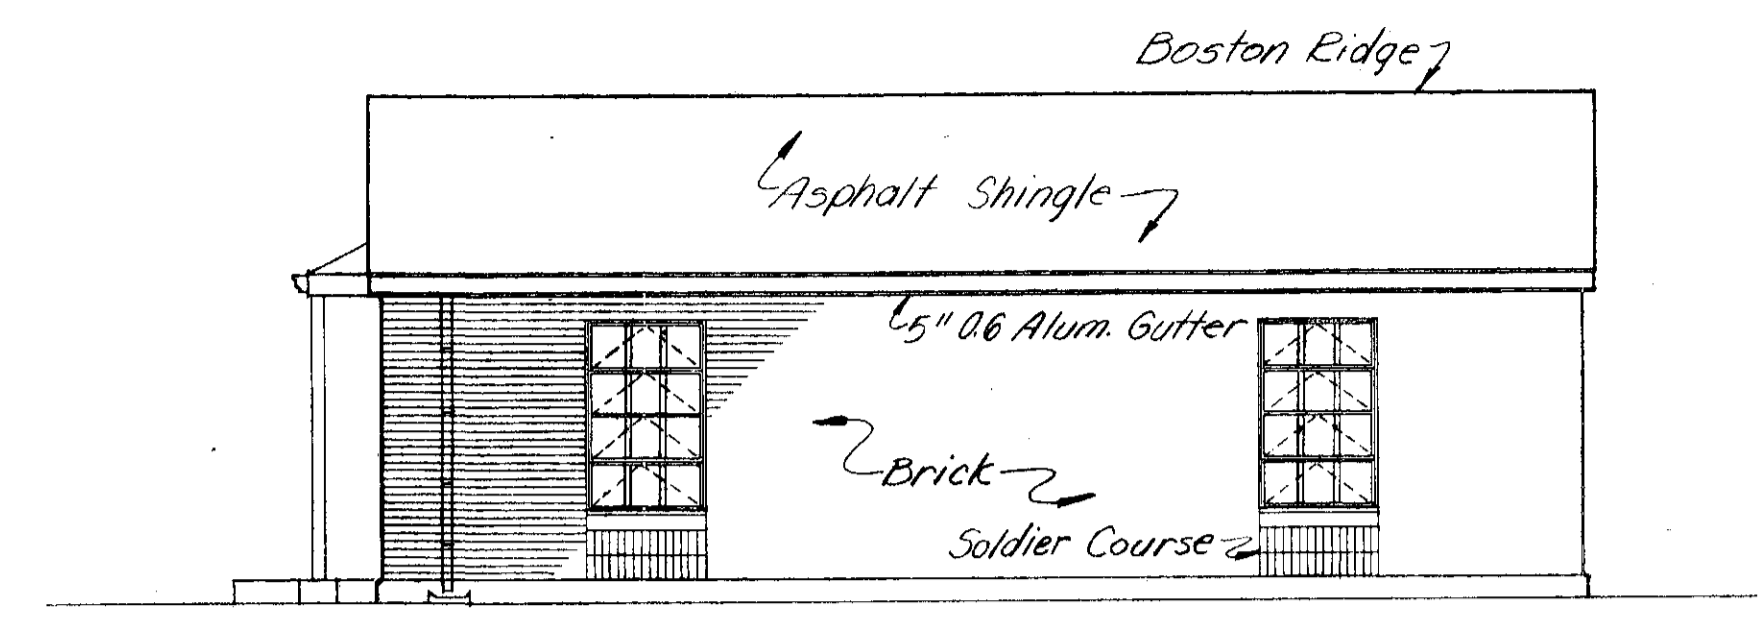 Boston Ridge
Asphalt Shingle
5" 0.6 Alum. Gutter
Brick
Soldier Course